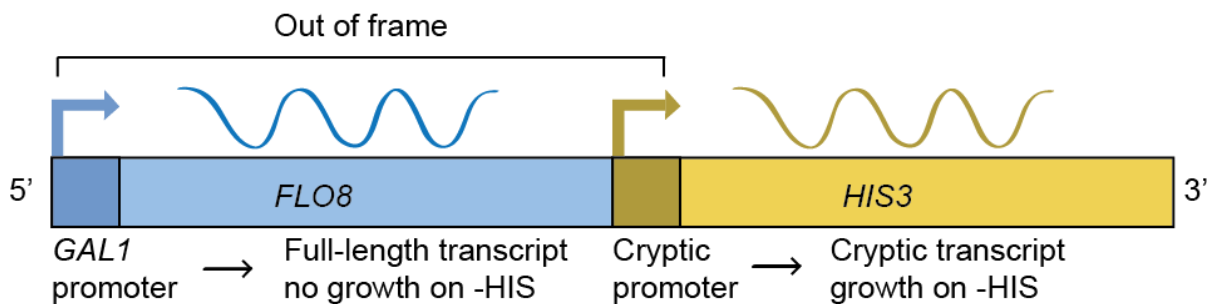 Out of frame
5’ FLO8 HIS3 3’
GAL1 promoter → Full-length transcript no growth on -HIS
Cryptic promoter → Cryptic transcript growth on -HIS